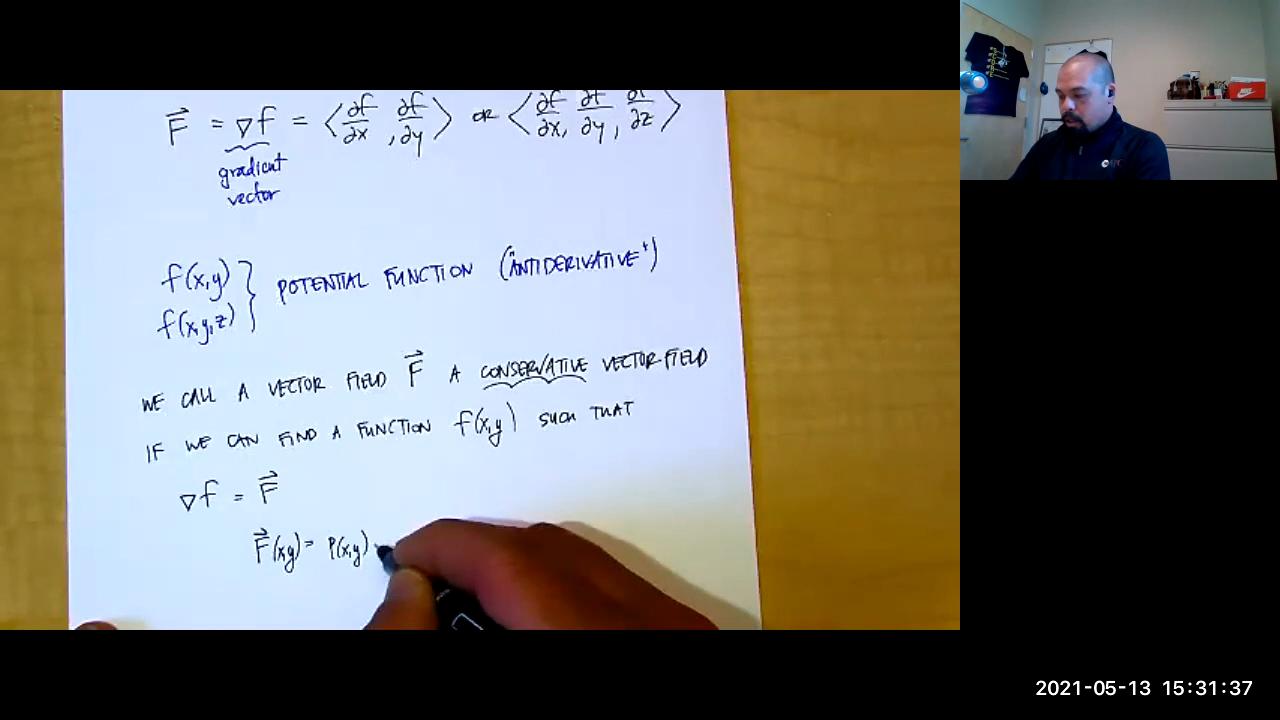 F⃗ = ∇f = ⟨ ∂f/∂x , ∂f/∂y ⟩ OR ⟨ ∂f/∂x, ∂f/∂y, ∂f/∂z ⟩
gradient
vector
f(x,y) } POTENTIAL FUNCTION ("ANTIDERIVATIVE")
f(x,y,z)
WE CALL A VECTOR FIELD F⃗ A CONSERVATIVE VECTOR FIELD
IF WE CAN FIND A FUNCTION f(x,y) SUCH THAT
∇f = F⃗
F⃗(x,y) = P(x,y)
2021-05-13 15:31:37